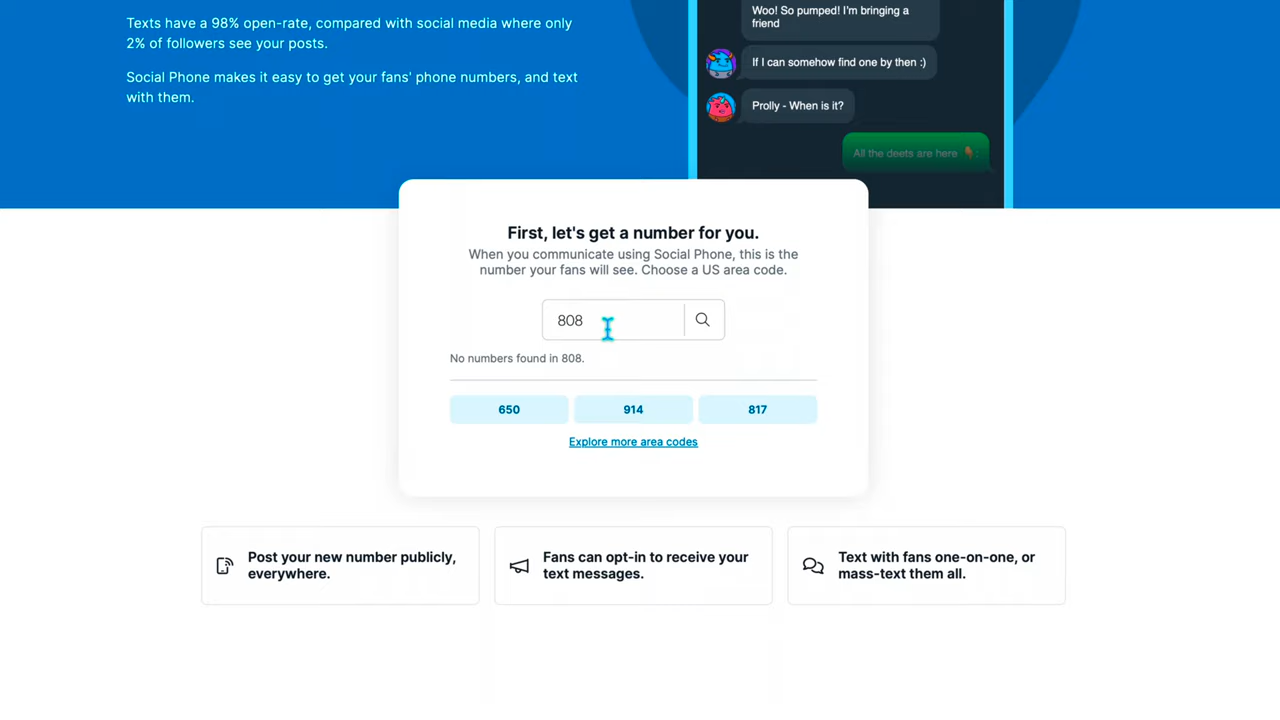 Texts have a 98% open-rate, compared with social media where only
2% of followers see your posts.
Social Phone makes it easy to get your fans' phone numbers, and text
with them.
Woo! So pumped! I'm bringing a
friend
If I can somehow find one by then :)
Prolly - When is it?
All the deets are here 👇:
First, let's get a number for you.
When you communicate using Social Phone, this is the
number your fans will see. Choose a US area code.
808
No numbers found in 808.
650
914
817
Explore more area codes
Post your new number publicly,
everywhere.
Fans can opt-in to receive your
text messages.
Text with fans one-on-one, or
mass-text them all.